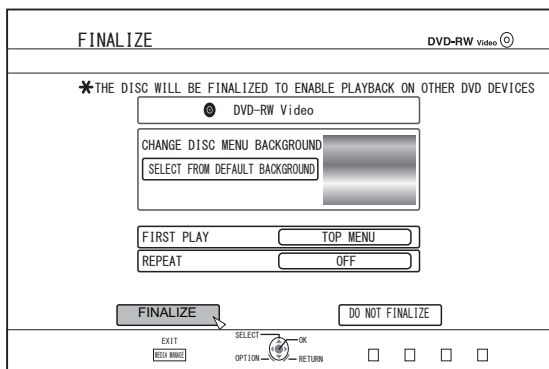 FINALIZE
DVD-RW Video
*THE DISC WILL BE FINALIZED TO ENABLE PLAYBACK ON OTHER DVD DEVICES
DVD-RW Video
CHANGE DISC MENU BACKGROUND
SELECT FROM DEFAULT BACKGROUND
FIRST PLAY TOP MENU
REPEAT OFF
FINALIZE DO NOT FINALIZE
EXIT SELECT OK
MEDIA MANAGE OPTION RETURN